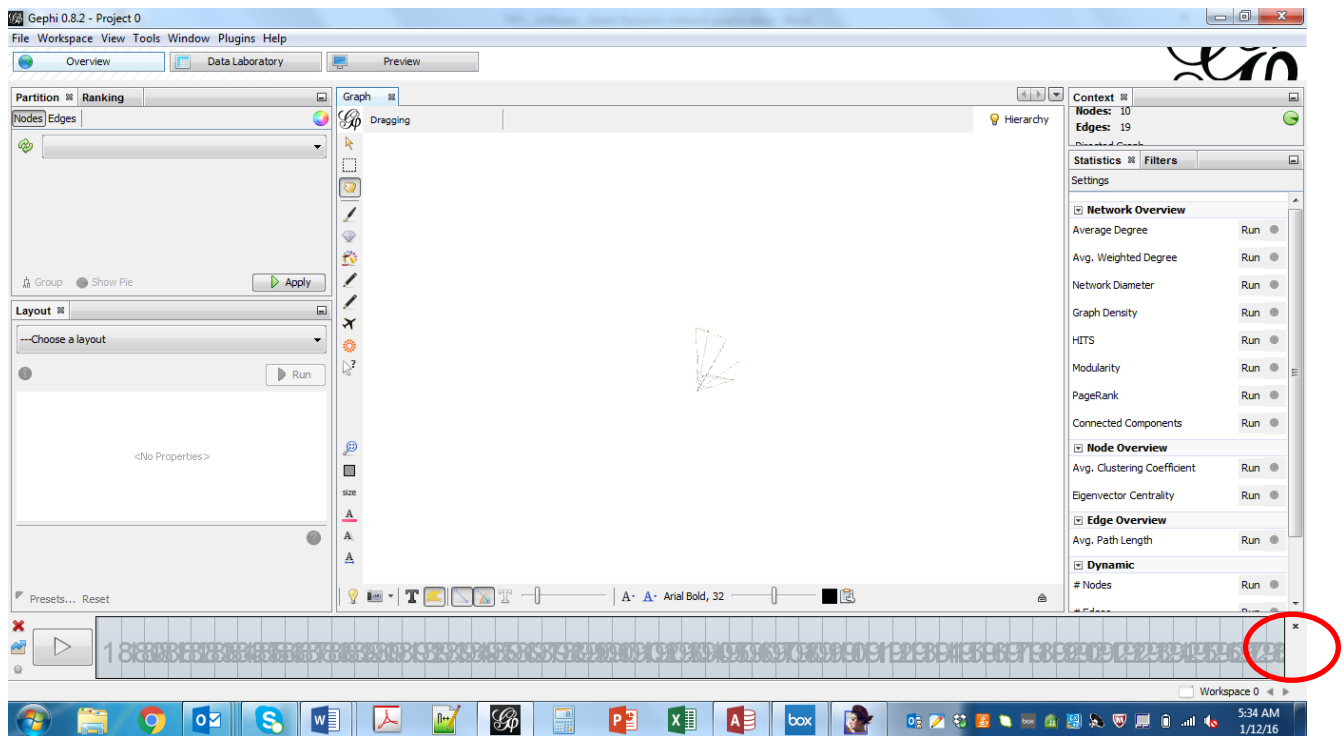 Gephi 0.8.2 - Project 0
File Workspace View Tools Window Plugins Help
Overview Data Laboratory Preview
Partition Ranking
Nodes Edges
Group Show Pie Apply
Layout
---Choose a layout
Run
<No Properties>
Presets... Reset
Graph
Dragging Hierarchy
size
A
A
A
T T A- A- Arial Bold, 32
Context
Nodes: 10
Edges: 19
Directed Graph
Statistics Filters
Settings
Network Overview
Average Degree Run
Avg. Weighted Degree Run
Network Diameter Run
Graph Density Run
HITS Run
Modularity Run
PageRank Run
Connected Components Run
Node Overview
Avg. Clustering Coefficient Run
Eigenvector Centrality Run
Edge Overview
Avg. Path Length Run
Dynamic
# Nodes Run
# Edges Run
Workspace 0
box
5:34 AM
1/12/16